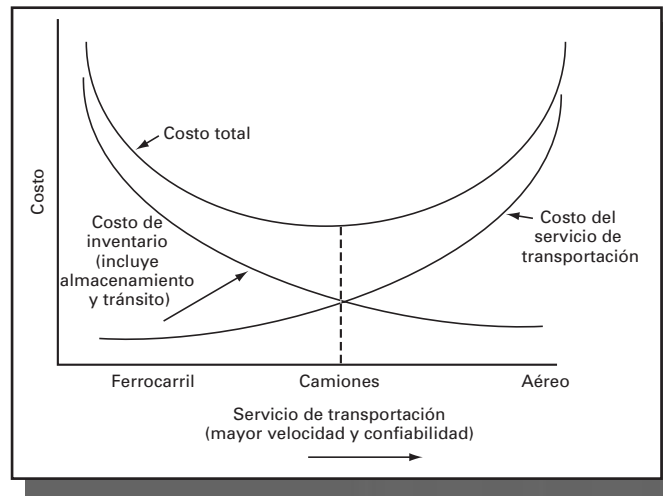 Costo total
Costo
Costo de
inventario
(incluye
almacenamiento
y tránsito)
Costo del
servicio de
transportación
Ferrocarril
Camiones
Aéreo
Servicio de transportación
(mayor velocidad y confiabilidad)